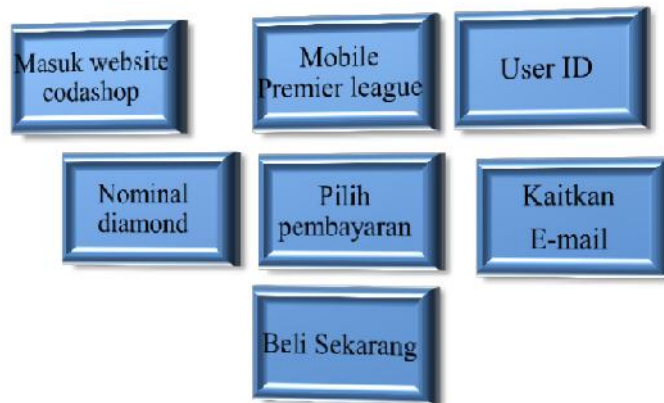 Masuk website
codashop
Mobile
Premier league
User ID
Nominal
diamond
Pilih
pembayaran
Kaitkan
E-mail
Beli Sekarang